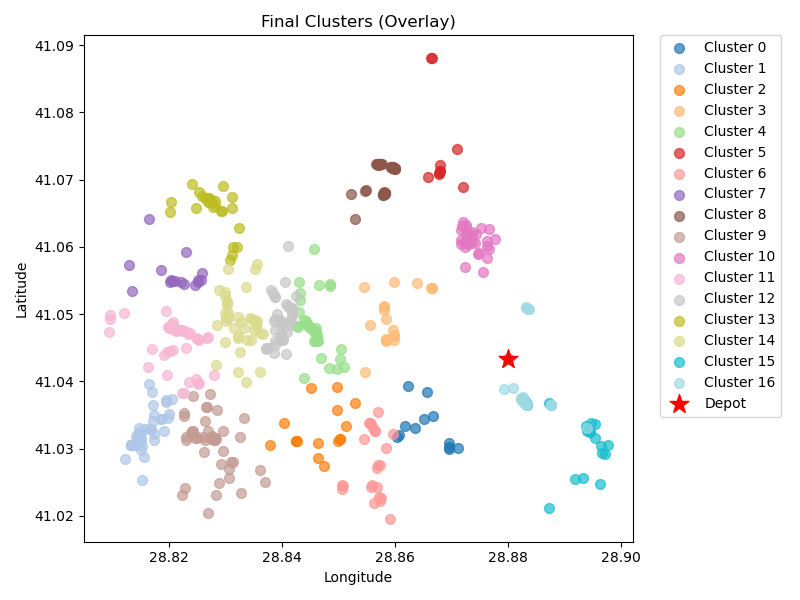 Final Clusters (Overlay)
Latitude
41.09
41.08
41.07
41.06
41.05
41.04
41.03
41.02
28.82
28.84
28.86
28.88
28.90
Longitude
Cluster 0
Cluster 1
Cluster 2
Cluster 3
Cluster 4
Cluster 5
Cluster 6
Cluster 7
Cluster 8
Cluster 9
Cluster 10
Cluster 11
Cluster 12
Cluster 13
Cluster 14
Cluster 15
Cluster 16
Depot